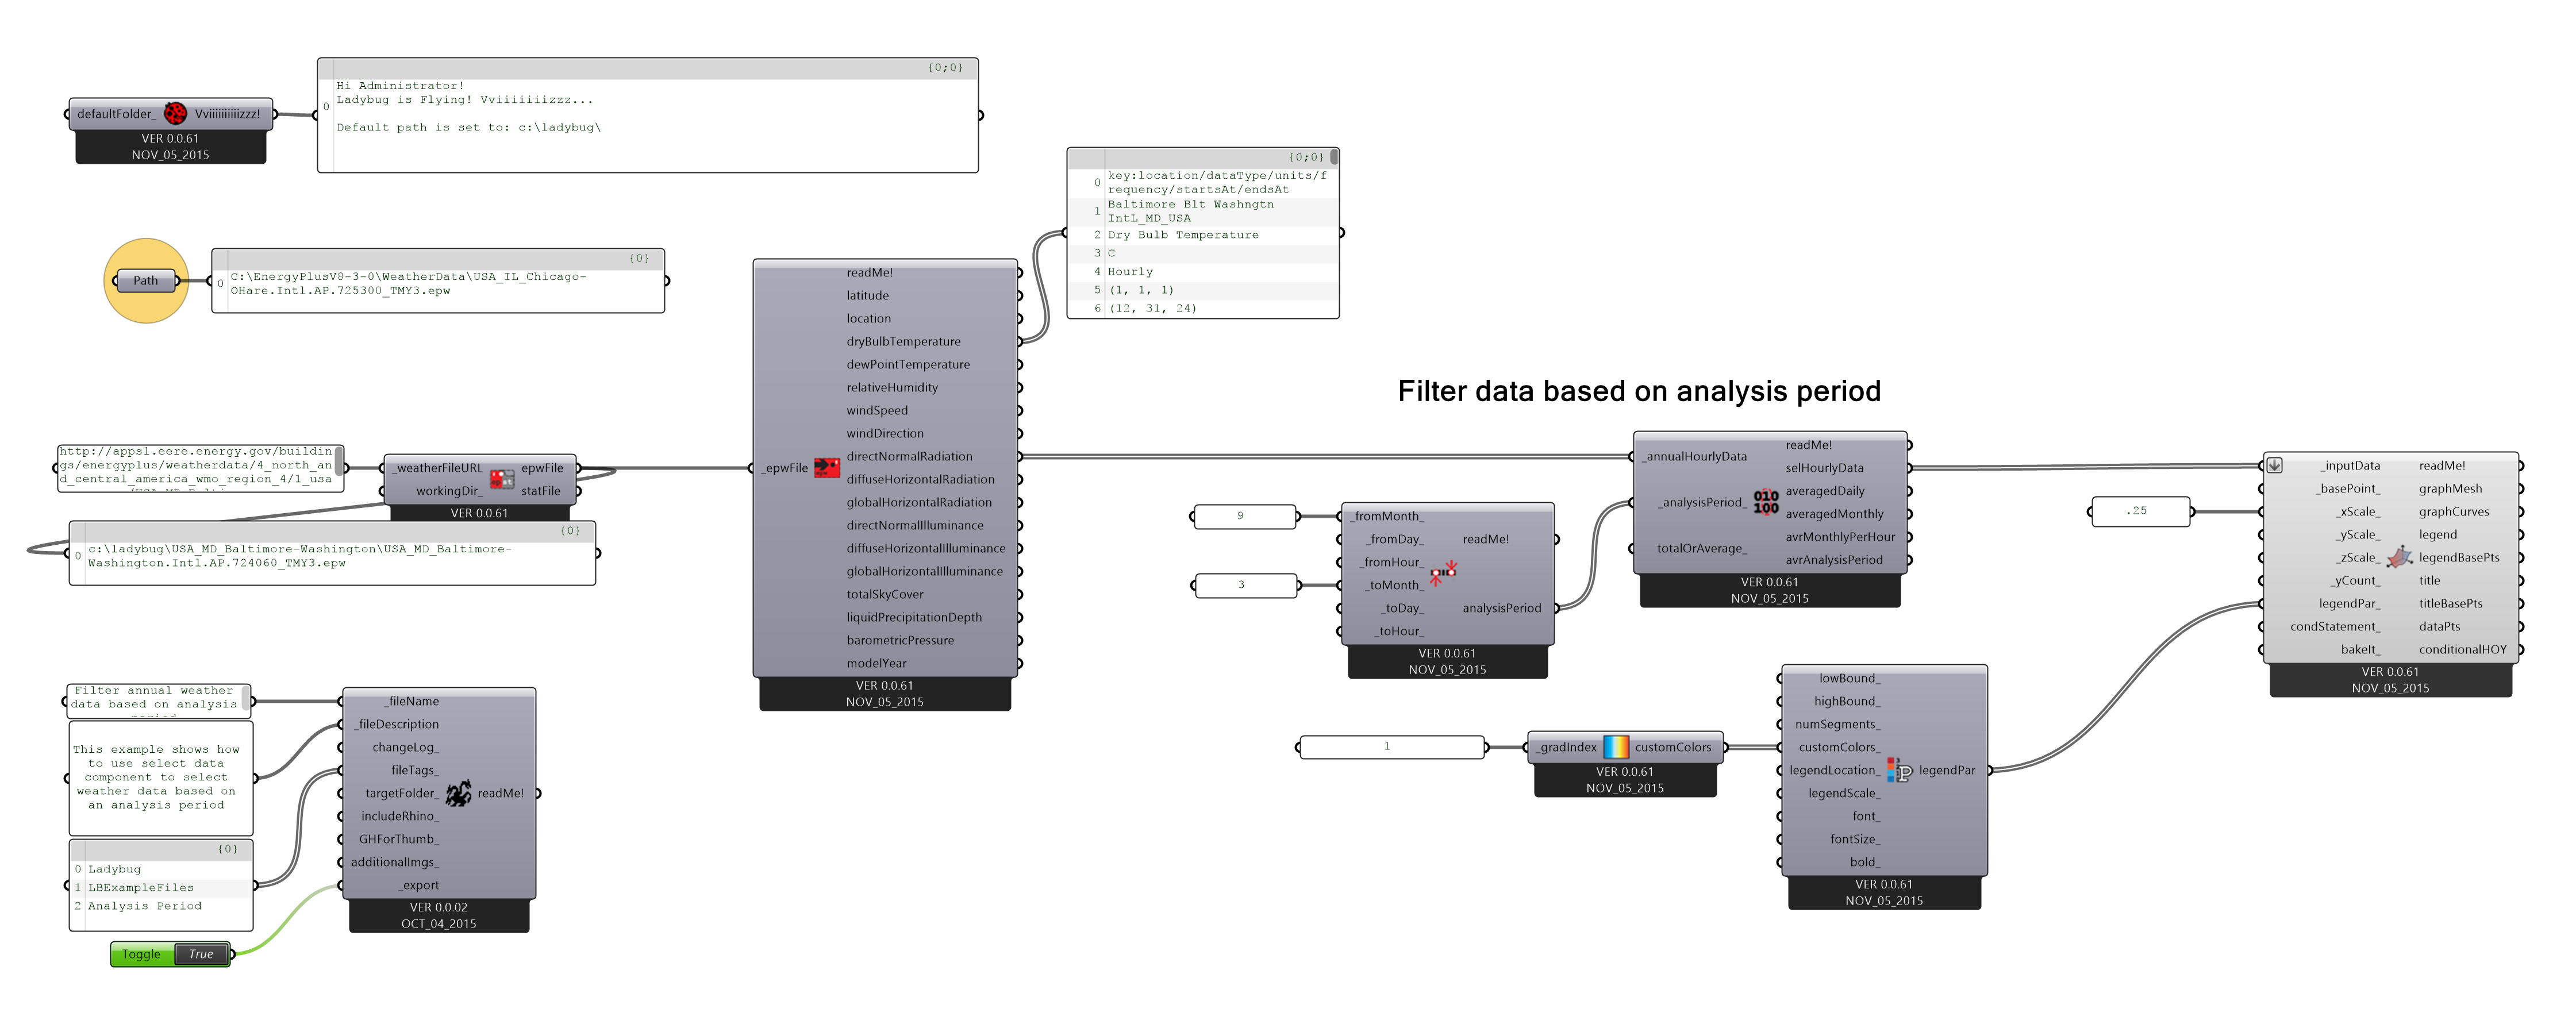 {0;0}
0
Hi Administrator!
Ladybug is Flying! Vviiiiiiizzz...
Default path is set to: c:\ladybug\
defaultFolder_ Vviiiiiiiiiizzz!
VER 0.0.61
NOV_05_2015
{0;0}
0 key:location/dataType/units/f
requency/startsAt/endsAt
1 Baltimore Blt Washngtn
IntL_MD_USA
2 Dry Bulb Temperature
3 C
4 Hourly
5 (1, 1, 1)
6 (12, 31, 24)
Path
{0}
0 C:\EnergyPlusV8-3-0\WeatherData\USA_IL_Chicago-
OHare.Intl.AP.725300_TMY3.epw
http://apps1.eere.energy.gov/buildin
gs/energyplus/weatherdata/4_north_an
d_central_america_wmo_region_4/1_usa
_weatherFileURL epwFile
workingDir_ statFile
VER 0.0.61
{0}
0 c:\ladybug\USA_MD_Baltimore-Washington\USA_MD_Baltimore-
Washington.Intl.AP.724060_TMY3.epw
_epwFile
readMe!
latitude
location
dryBulbTemperature
dewPointTemperature
relativeHumidity
windSpeed
windDirection
directNormalRadiation
diffuseHorizontalRadiation
globalHorizontalRadiation
directNormalIlluminance
diffuseHorizontalIlluminance
globalHorizontalIlluminance
totalSkyCover
liquidPrecipitationDepth
barometricPressure
modelYear
VER 0.0.61
NOV_05_2015
Filter data based on analysis period
9
3
_fromMonth_
_fromDay_
_fromHour_
_toMonth_
_toDay_
_toHour_
readMe!
analysisPeriod
VER 0.0.61
NOV_05_2015
_annualHourlyData
_analysisPeriod_
totalOrAverage_
010
100
readMe!
selHourlyData
averagedDaily
averagedMonthly
avrMonthlyPerHour
avrAnalysisPeriod
VER 0.0.61
NOV_05_2015
.25
_inputData
_basePoint_
_xScale_
_yScale_
_zScale_
_yCount_
legendPar_
condStatement_
bakeIt_
readMe!
graphMesh
graphCurves
legend
legendBasePts
title
titleBasePts
dataPts
conditionalHOY
VER 0.0.61
NOV_05_2015
1
_gradIndex customColors
VER 0.0.61
NOV_05_2015
lowBound_
highBound_
numSegments_
customColors_
legendLocation_
legendScale_
font_
fontSize_
bold_
P
legendPar
VER 0.0.61
NOV_05_2015
Filter annual weather
data based on analysis
period
This example shows how
to use select data
component to select
weather data based on
an analysis period
{0}
0 Ladybug
1 LBExampleFiles
2 Analysis Period
Toggle True
_fileName
_fileDescription
changeLog_
fileTags_
targetFolder_
includeRhino_
GHForThumb_
additionalImgs_
_export
readMe!
VER 0.0.02
OCT_04_2015